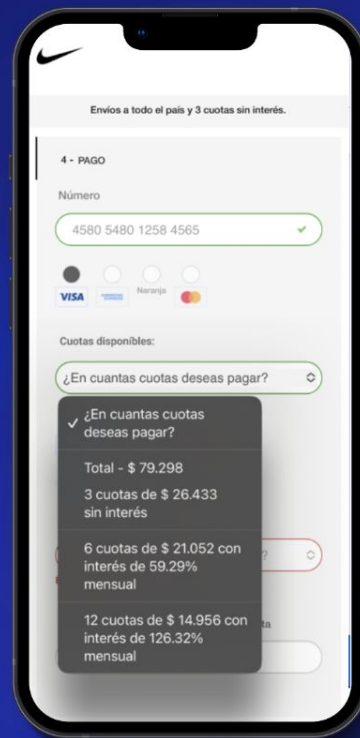 Envíos a todo el país y 3 cuotas sin interés.
4 - PAGO
Número
4580 5480 1258 4565
VISA
Naranja
Cuotas disponibles:
¿En cuantas cuotas deseas pagar?
¿En cuantas cuotas
deseas pagar?
Total - $ 79.298
3 cuotas de $ 26.433
sin interés
6 cuotas de $ 21.052 con
interés de 59.29%
mensual
?
12 cuotas de $ 14.956 con
interés de 126.32%
mensual
ta